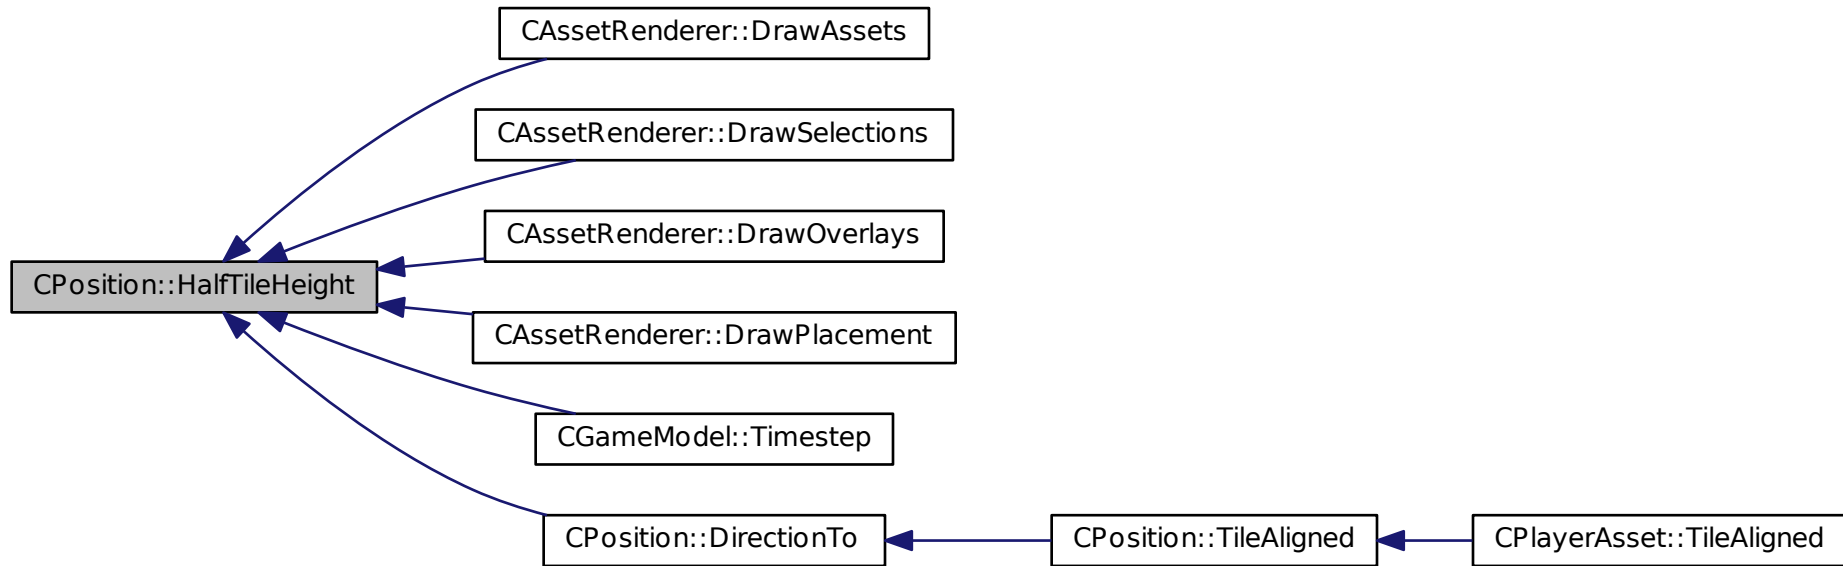 CAssetRenderer::DrawAssets
CAssetRenderer::DrawSelections
CAssetRenderer::DrawOverlays
CPosition::HalfTileHeight
CAssetRenderer::DrawPlacement
CGameModel::Timestep
CPosition::DirectionTo
CPosition::TileAligned
CPlayerAsset::TileAligned